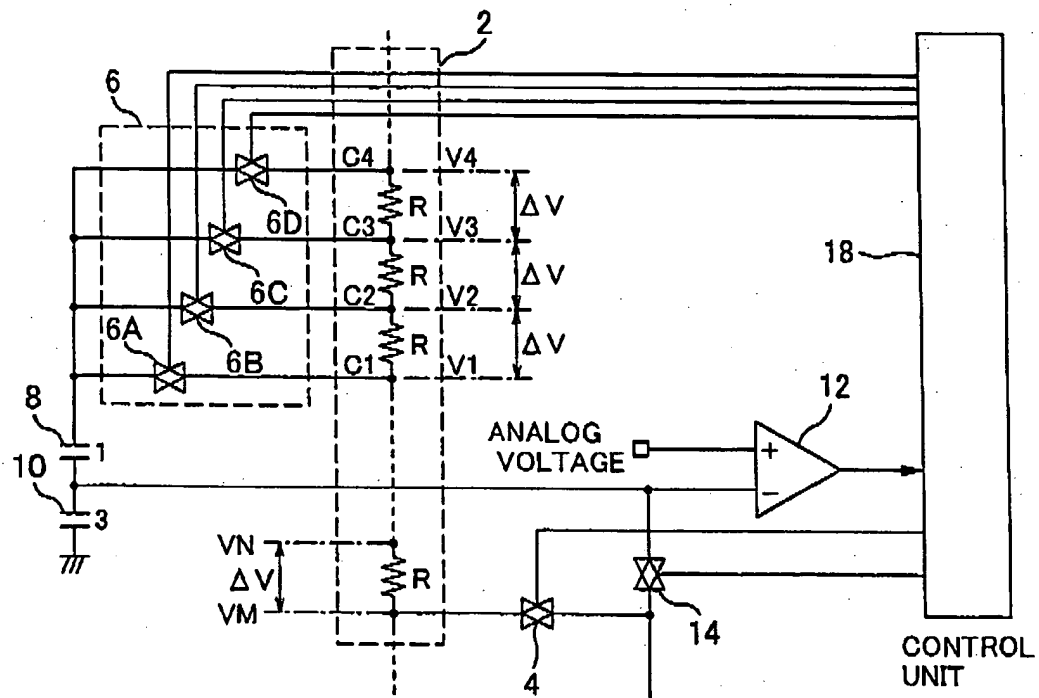 2
6
C4 V4
6D
R ΔV
C3 V3
6C
R ΔV
18
C2 V2
6A
6B
R ΔV
C1 V1
8
1
12
ANALOG
VOLTAGE
+
10
−
3
VN
ΔV R
VM
14
4
CONTROL
UNIT